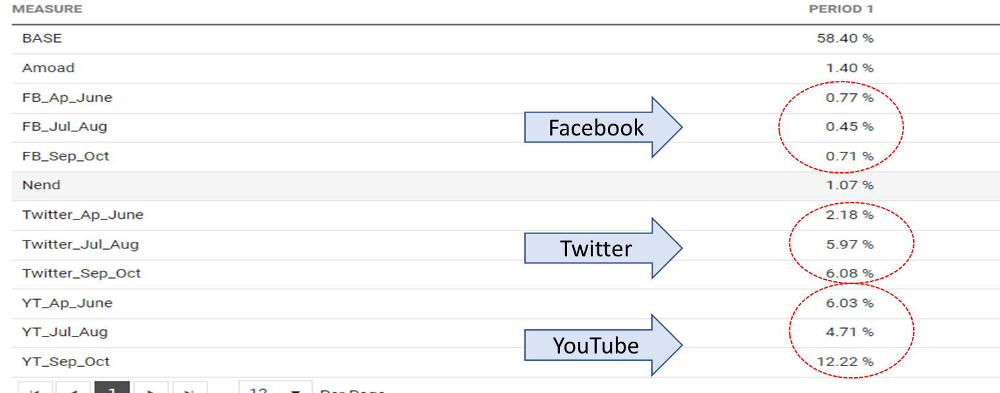 MEASURE PERIOD 1
BASE 58.40 %
Amoad 1.40 %
FB_Ap_June 0.77 %
FB_Jul_Aug Facebook 0.45 %
FB_Sep_Oct 0.71 %
Nend 1.07 %
Twitter_Ap_June 2.18 %
Twitter_Jul_Aug Twitter 5.97 %
Twitter_Sep_Oct 6.08 %
YT_Ap_June 6.03 %
YT_Jul_Aug YouTube 4.71 %
YT_Sep_Oct 12.22 %
1 12 Per Page